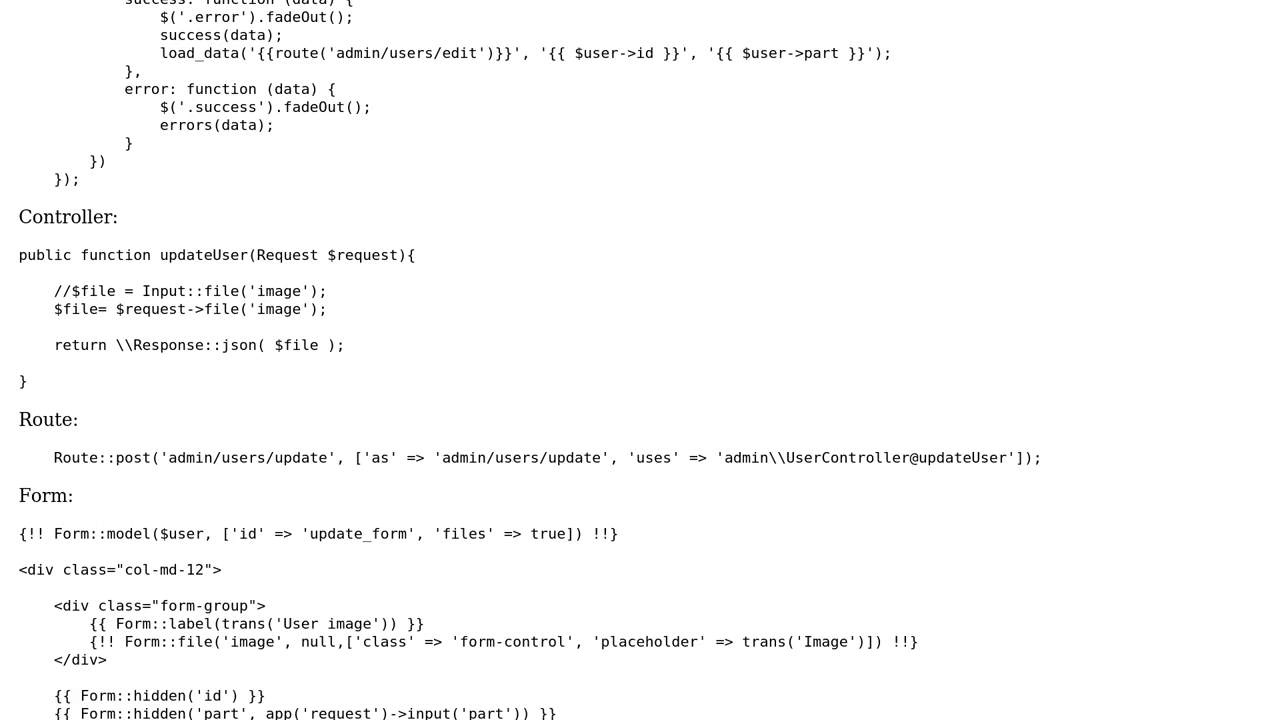 success: function (data) {
                $('.error').fadeOut();
                success(data);
                load_data('{{route('admin/users/edit')}}', '{{ $user->id }}', '{{ $user->part }}');
            },
            error: function (data) {
                $('.success').fadeOut();
                errors(data);
            }
        })
    });
Controller:
public function updateUser(Request $request){
    //$file = Input::file('image');
    $file= $request->file('image');
    return \\Response::json( $file );
}
Route:
    Route::post('admin/users/update', ['as' => 'admin/users/update', 'uses' => 'admin\\UserController@updateUser']);
Form:
{!! Form::model($user, ['id' => 'update_form', 'files' => true]) !!}
<div class="col-md-12">
    <div class="form-group">
        {{ Form::label(trans('User image')) }}
        {!! Form::file('image', null,['class' => 'form-control', 'placeholder' => trans('Image')]) !!}
    </div>
    {{ Form::hidden('id') }}
    {{ Form::hidden('part', app('request')->input('part')) }}